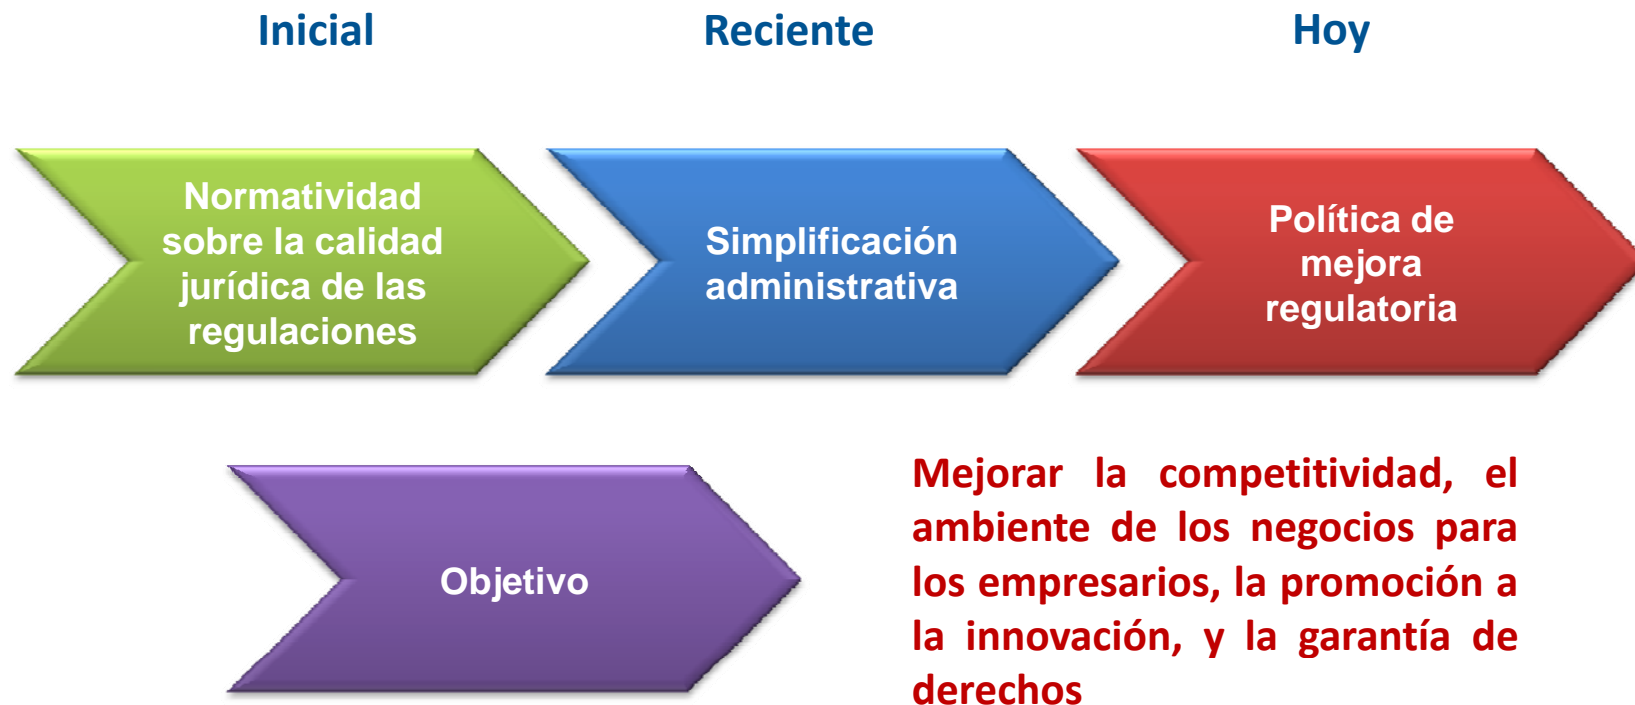 Inicial
Reciente
Hoy
Normatividad
sobre la calidad
jurídica de las
regulaciones
Simplificación
administrativa
Política de
mejora
regulatoria
Objetivo
Mejorar la competitividad, el
ambiente de los negocios para
los empresarios, la promoción a
la innovación, y la garantía de
derechos